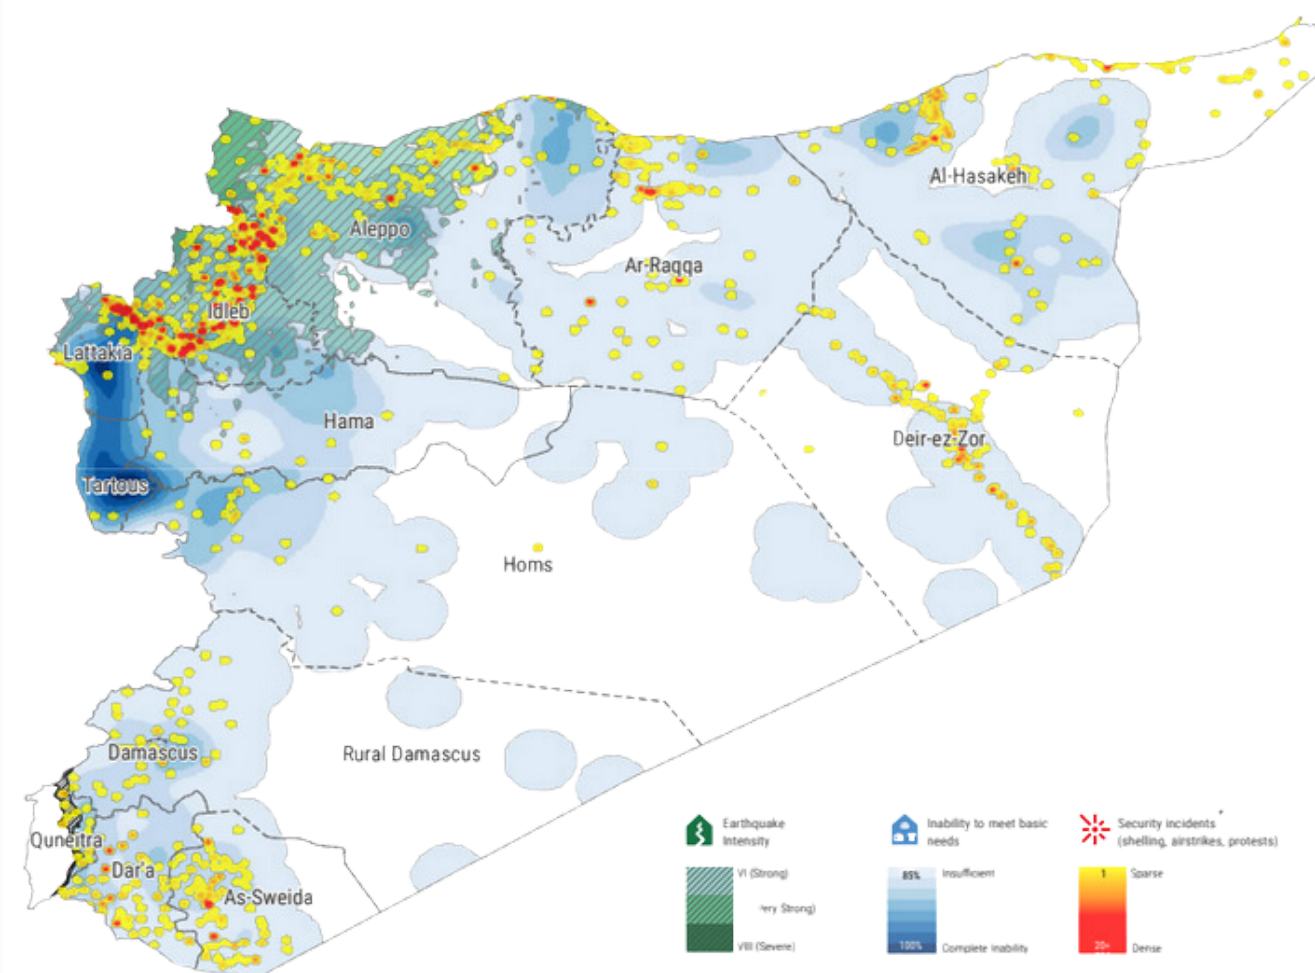 Al-Hasakeh
Aleppo
Ar-Raqqa
Idleb
Lattakia
Hama
Deir-ez-Zor
Tartous
Homs
Damascus
Rural Damascus
Quneitra
Dar'a
As-Sweida
Earthquake
Intensity
VI (Strong)
ery Strong)
VIII (Severe)
Inability to meet basic
needs
85%
Insufficient
100%
Complete Inability
Security incidents *
(shelling, airstrikes, protests)
1
Sparse
20+
Dense